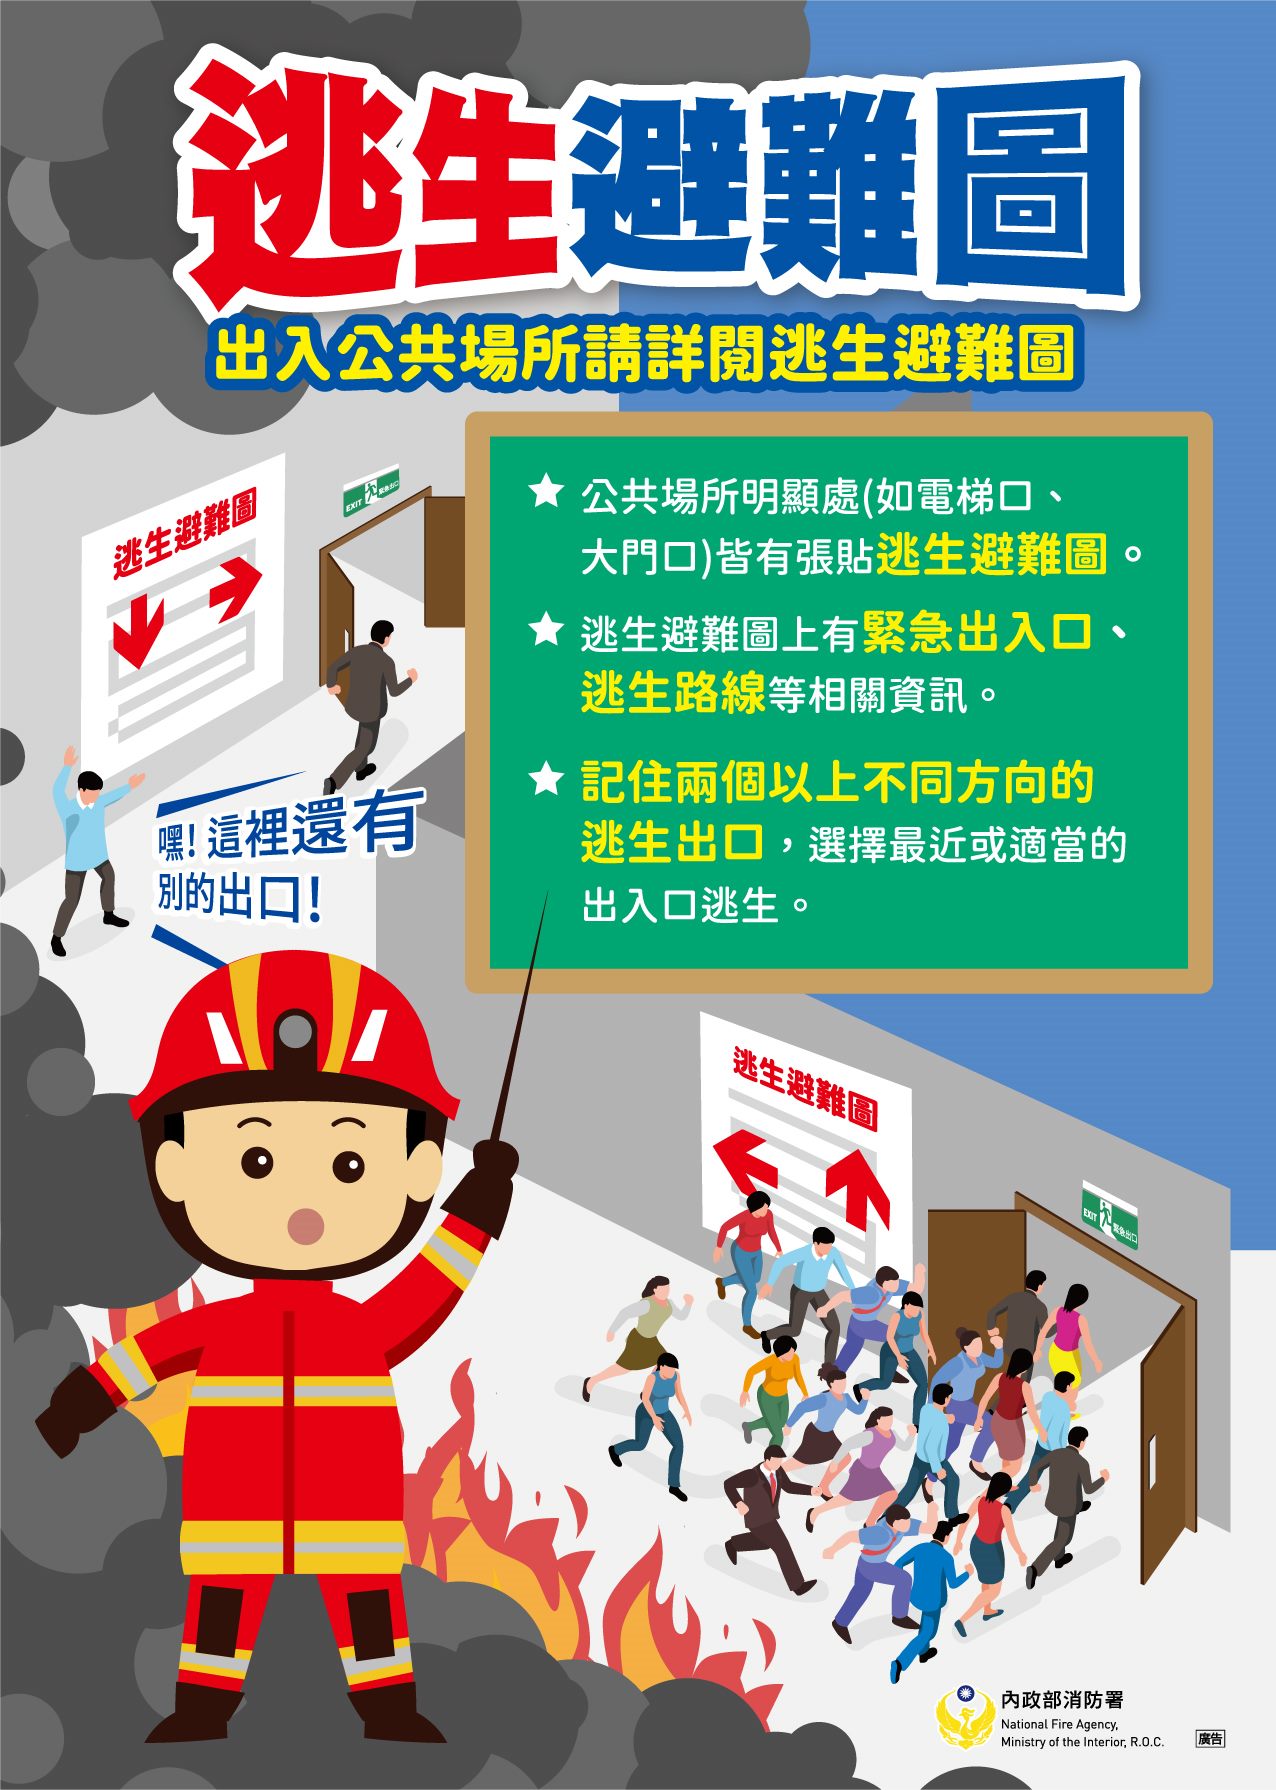 逃生避難圖
出入公共場所請詳閱逃生避難圖
逃生避難圖
EXIT 緊急出口
★ 公共場所明顯處(如電梯口、
大門口)皆有張貼逃生避難圖。
★ 逃生避難圖上有緊急出入口、
逃生路線等相關資訊。
★ 記住兩個以上不同方向的
逃生出口，選擇最近或適當的
出入口逃生。
嘿! 這裡還有
別的出口!
逃生避難圖
EXIT 緊急出口
內政部消防署
National Fire Agency,
Ministry of the Interior, R.O.C.
廣告